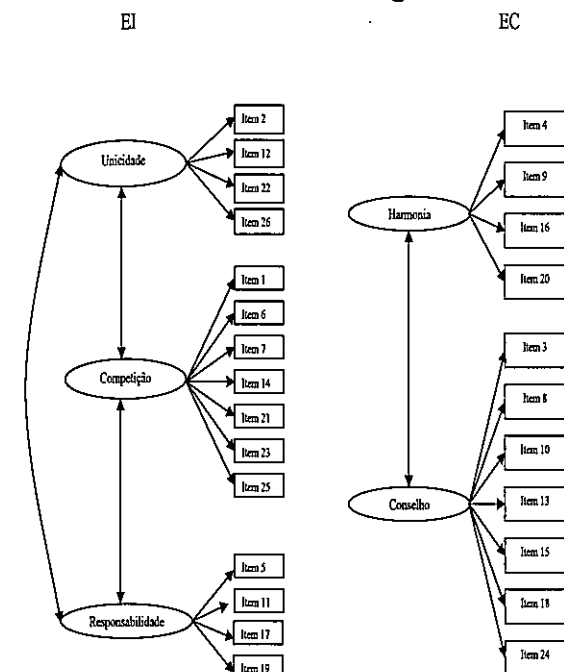 EI
EC
Unicidade
Item 2
Item 12
Item 22
Item 26
Competição
Item 1
Item 6
Item 7
Item 14
Item 21
Item 23
Item 25
Responsabilidade
Item 5
Item 11
Item 17
Item 19
Harmonia
Item 4
Item 9
Item 16
Item 20
Conselho
Item 3
Item 8
Item 10
Item 13
Item 15
Item 18
Item 24